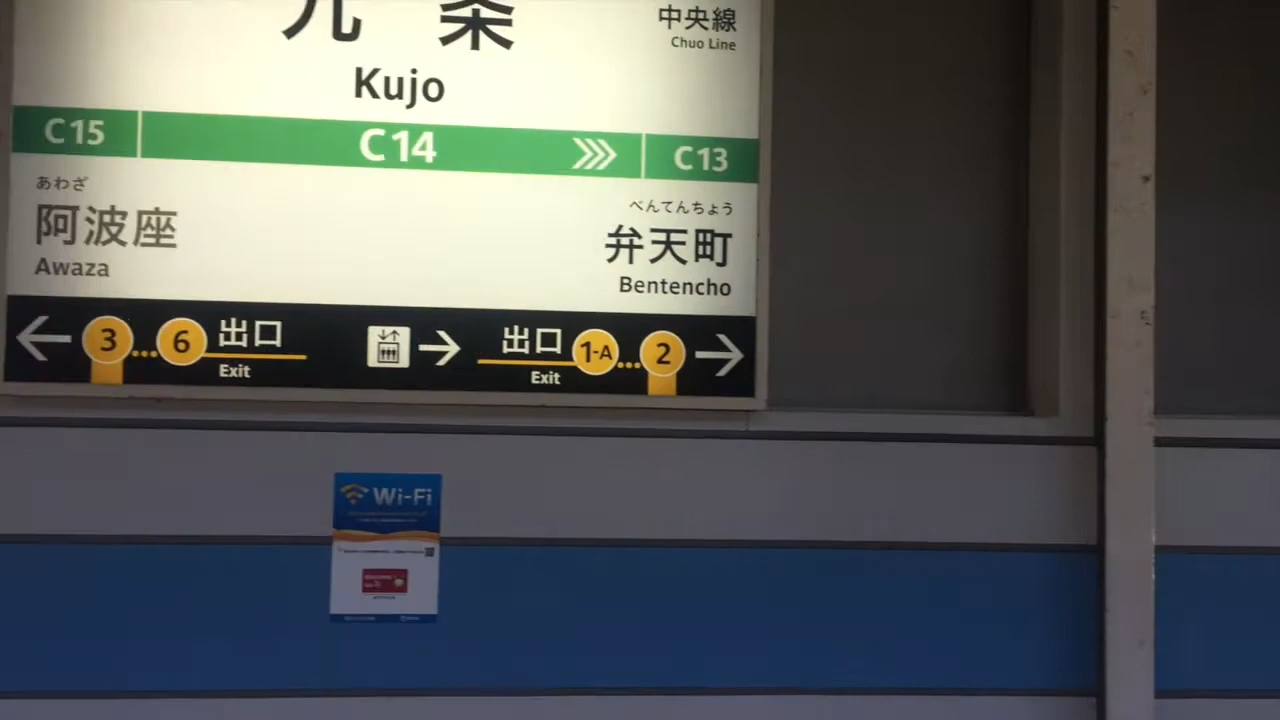 九条
中央線
Chuo Line
Kujo
C15
C14
C13
あわざ
阿波座
Awaza
べんてんちょう
弁天町
Bentencho
3...6 出口
Exit
出口 1-A...2
Exit
Wi-Fi